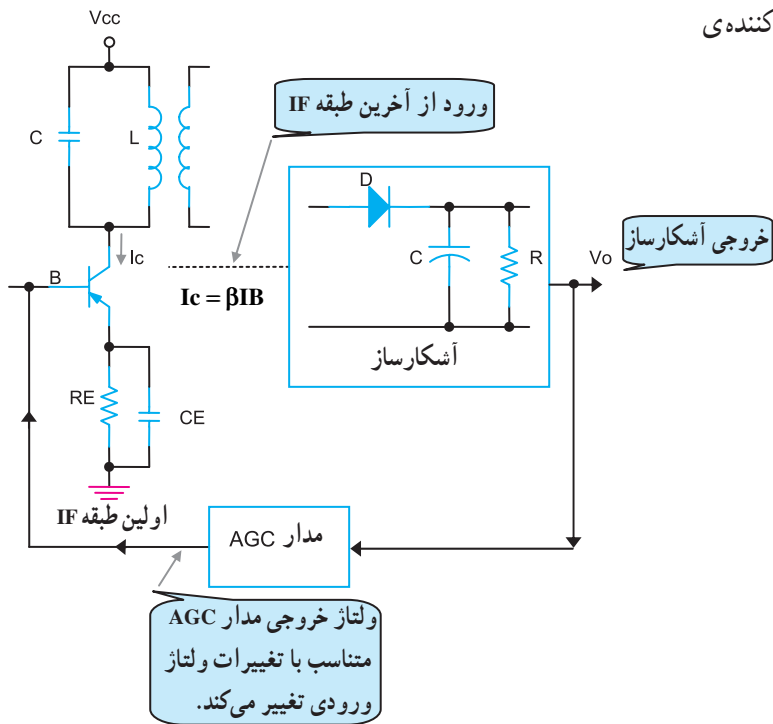 کننده‌ی
Vcc
ورود از آخرین طبقه IF
C
L
D
خروجی آشکارساز
Ic
C
R
Vo
B
Ic = βIB
آشکارساز
RE
CE
اولین طبقه IF
مدار AGC
ولتاژ خروجی مدار AGC
متناسب با تغییرات ولتاژ
ورودی تغییر می‌کند.